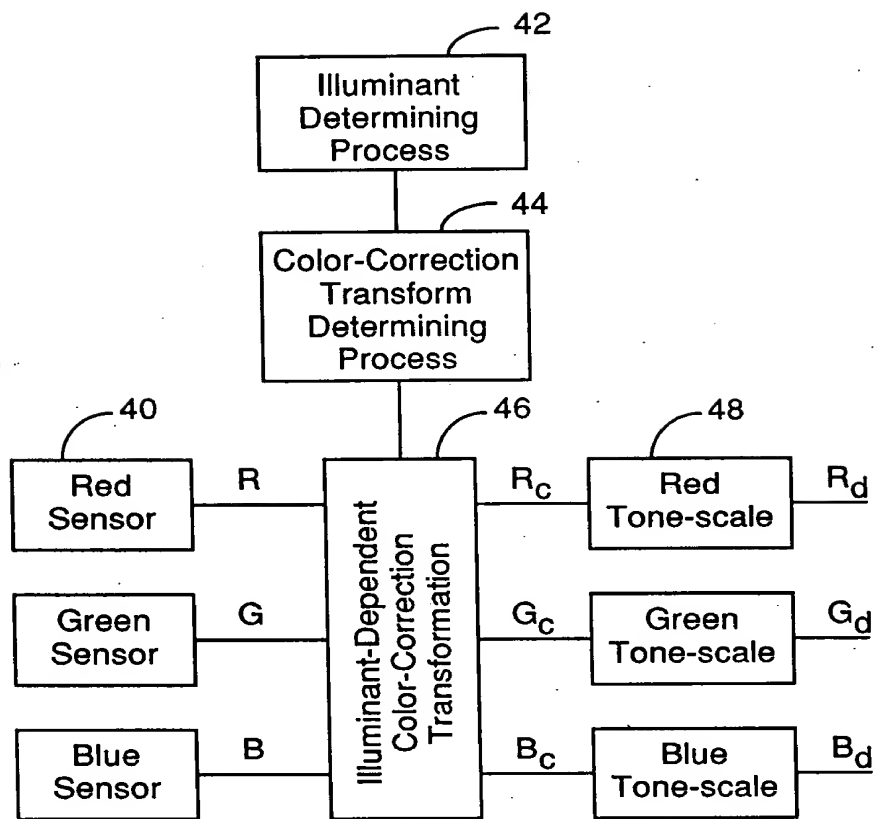 42
Illuminant
Determining
Process
44
Color-Correction
Transform
Determining
Process
40
46
48
Red
Sensor
R
Illuminant-Dependent
Color-Correction
Transformation
Rc
Red
Tone-scale
Rd
Green
Sensor
G
Gc
Green
Tone-scale
Gd
Blue
Sensor
B
Bc
Blue
Tone-scale
Bd